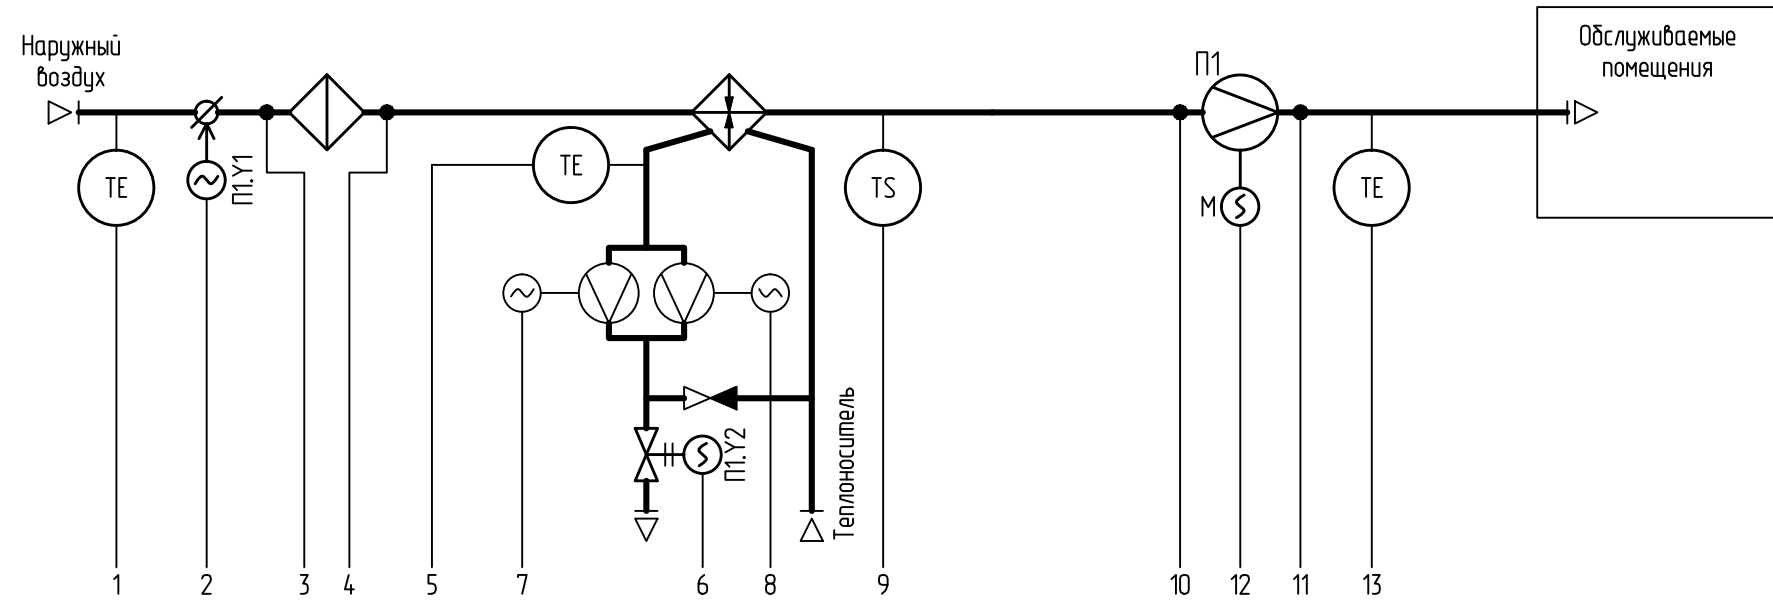 Наружный
воздух
Обслуживаемые
помещения
П1
TE
П1.Y1
TE
TS
M
TE
П1.Y2
Теплоноситель
1
2
3
4
5
7
6
8
9
10
12
11
13